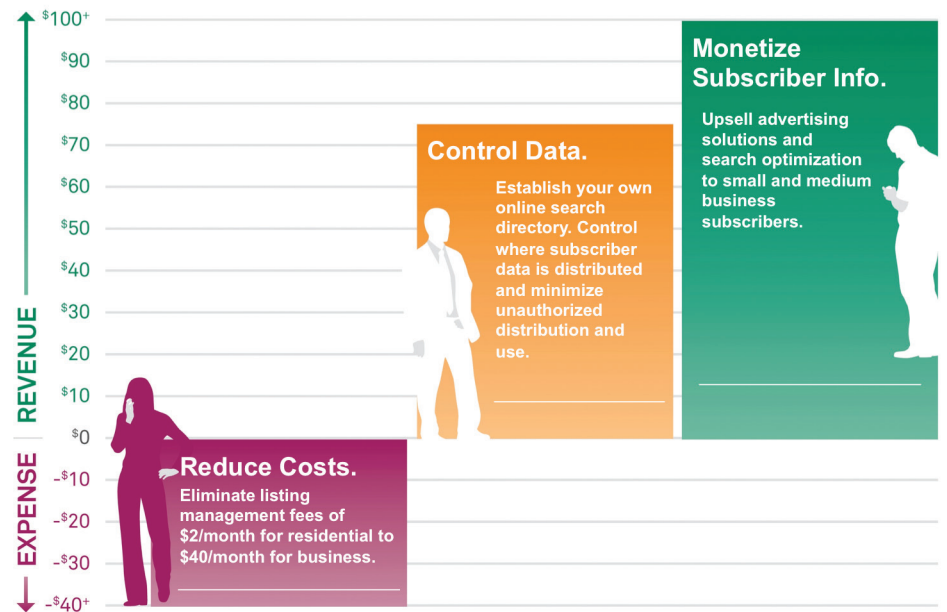 $100+
$90
$80
$70
$60
$50
$40
$30
$20
$10
$0
-$10
-$20
-$30
-$40+
REVENUE
EXPENSE
Reduce Costs.
Eliminate listing
management fees of
$2/month for residential to
$40/month for business.
Control Data.
Establish your own
online search
directory. Control
where subscriber
data is distributed
and minimize
unauthorized
distribution and
use.
Monetize
Subscriber Info.
Upsell advertising
solutions and
search optimization
to small and medium
business
subscribers.